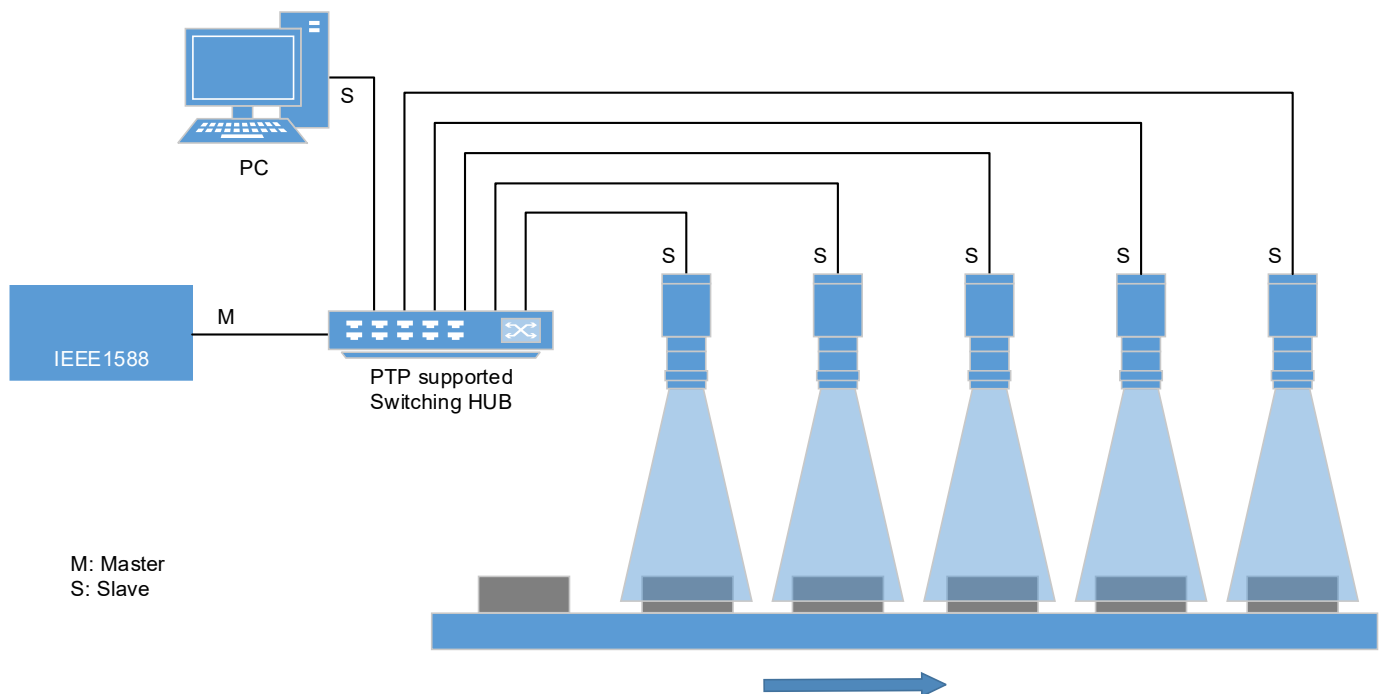 S
PC
S
S
S
S
S
M
IEEE1588
PTP supported
Switching HUB
M: Master
S: Slave